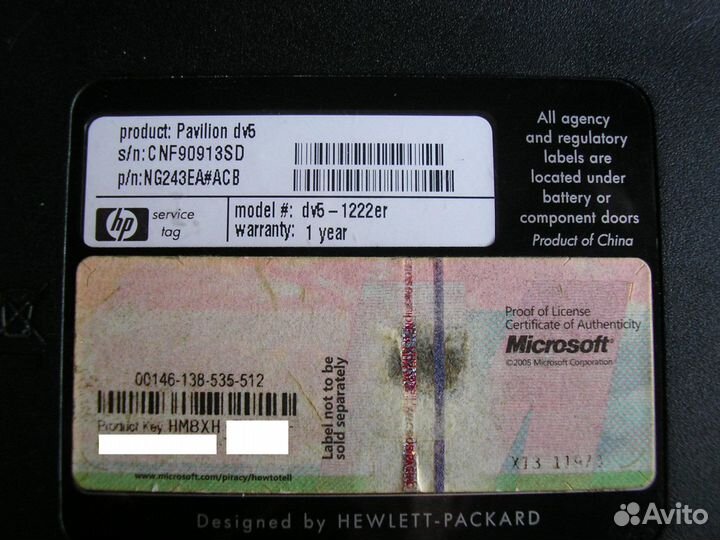 product: Pavilion dv5
s/n:CNF90913SD
p/n:NG243EA#ACB
hp
service
tag
model #: dv5-1222er
warranty: 1 year
All agency
and regulatory
labels are
located under
battery or
component doors
Product of China
Proof of License
Certificate of Authenticity
Microsoft®
©2005 Microsoft Corporation
00146-138-535-512
Product Key: HM8XH-
Label not to be
sold separately
www.microsoft.com/piracy/howtotell
Designed by HEWLETT-PACKARD
Avito